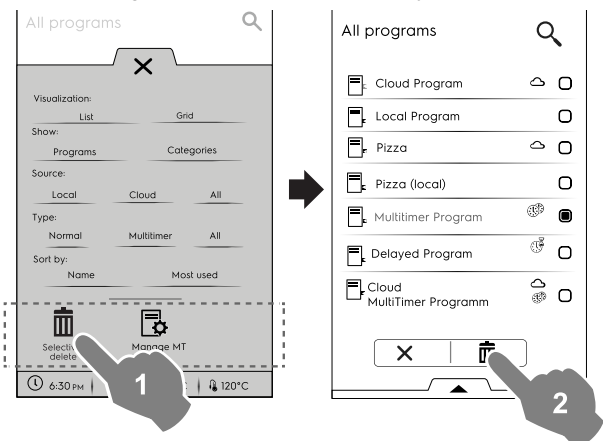 All programs
Visualization:
List Grid
Show:
Programs Categories
Source:
Local Cloud All
Type:
Normal Multitimer All
Sort by:
Name Most used
delete
Manage MT
6:30 PM 120°C
1
All programs
Cloud Program
Local Program
Pizza
Pizza (local)
Multitimer Program
Delayed Program
Cloud
MultiTimer Programm
2